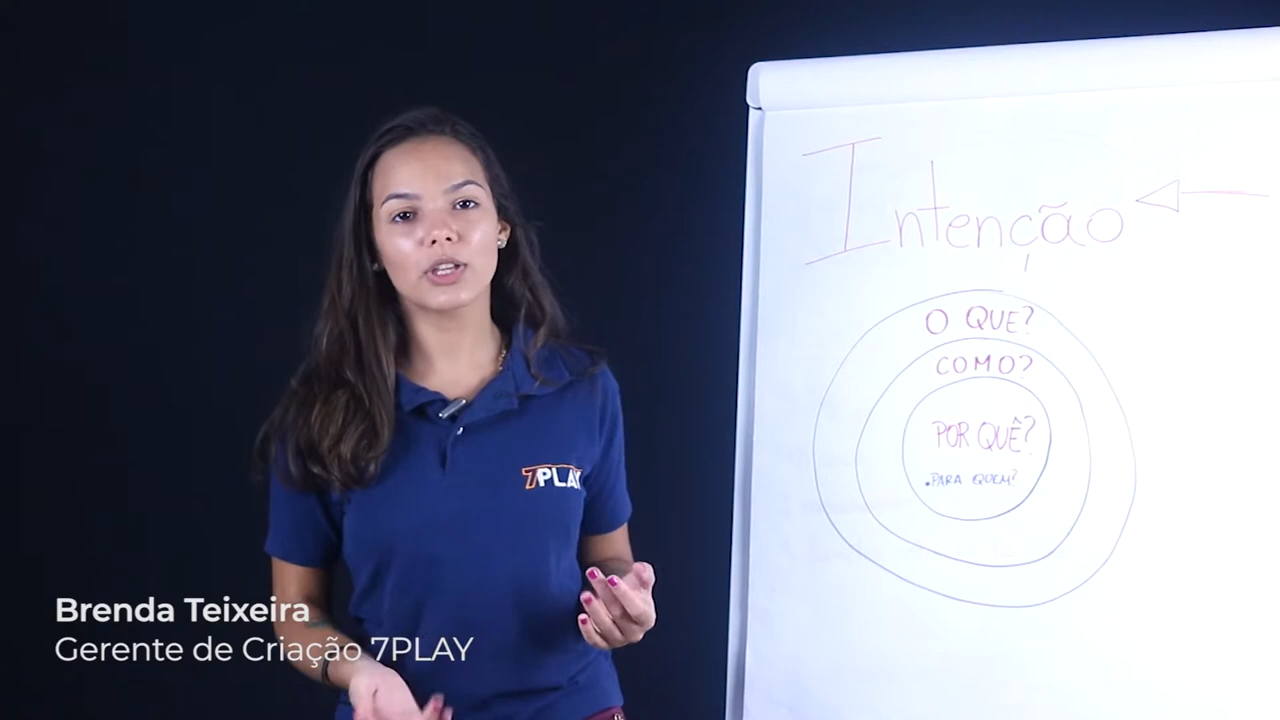 Intenção
O QUE?
COMO?
POR QUÊ?
.PARA QUEM?
7PLAY
Brenda Teixeira
Gerente de Criação 7PLAY